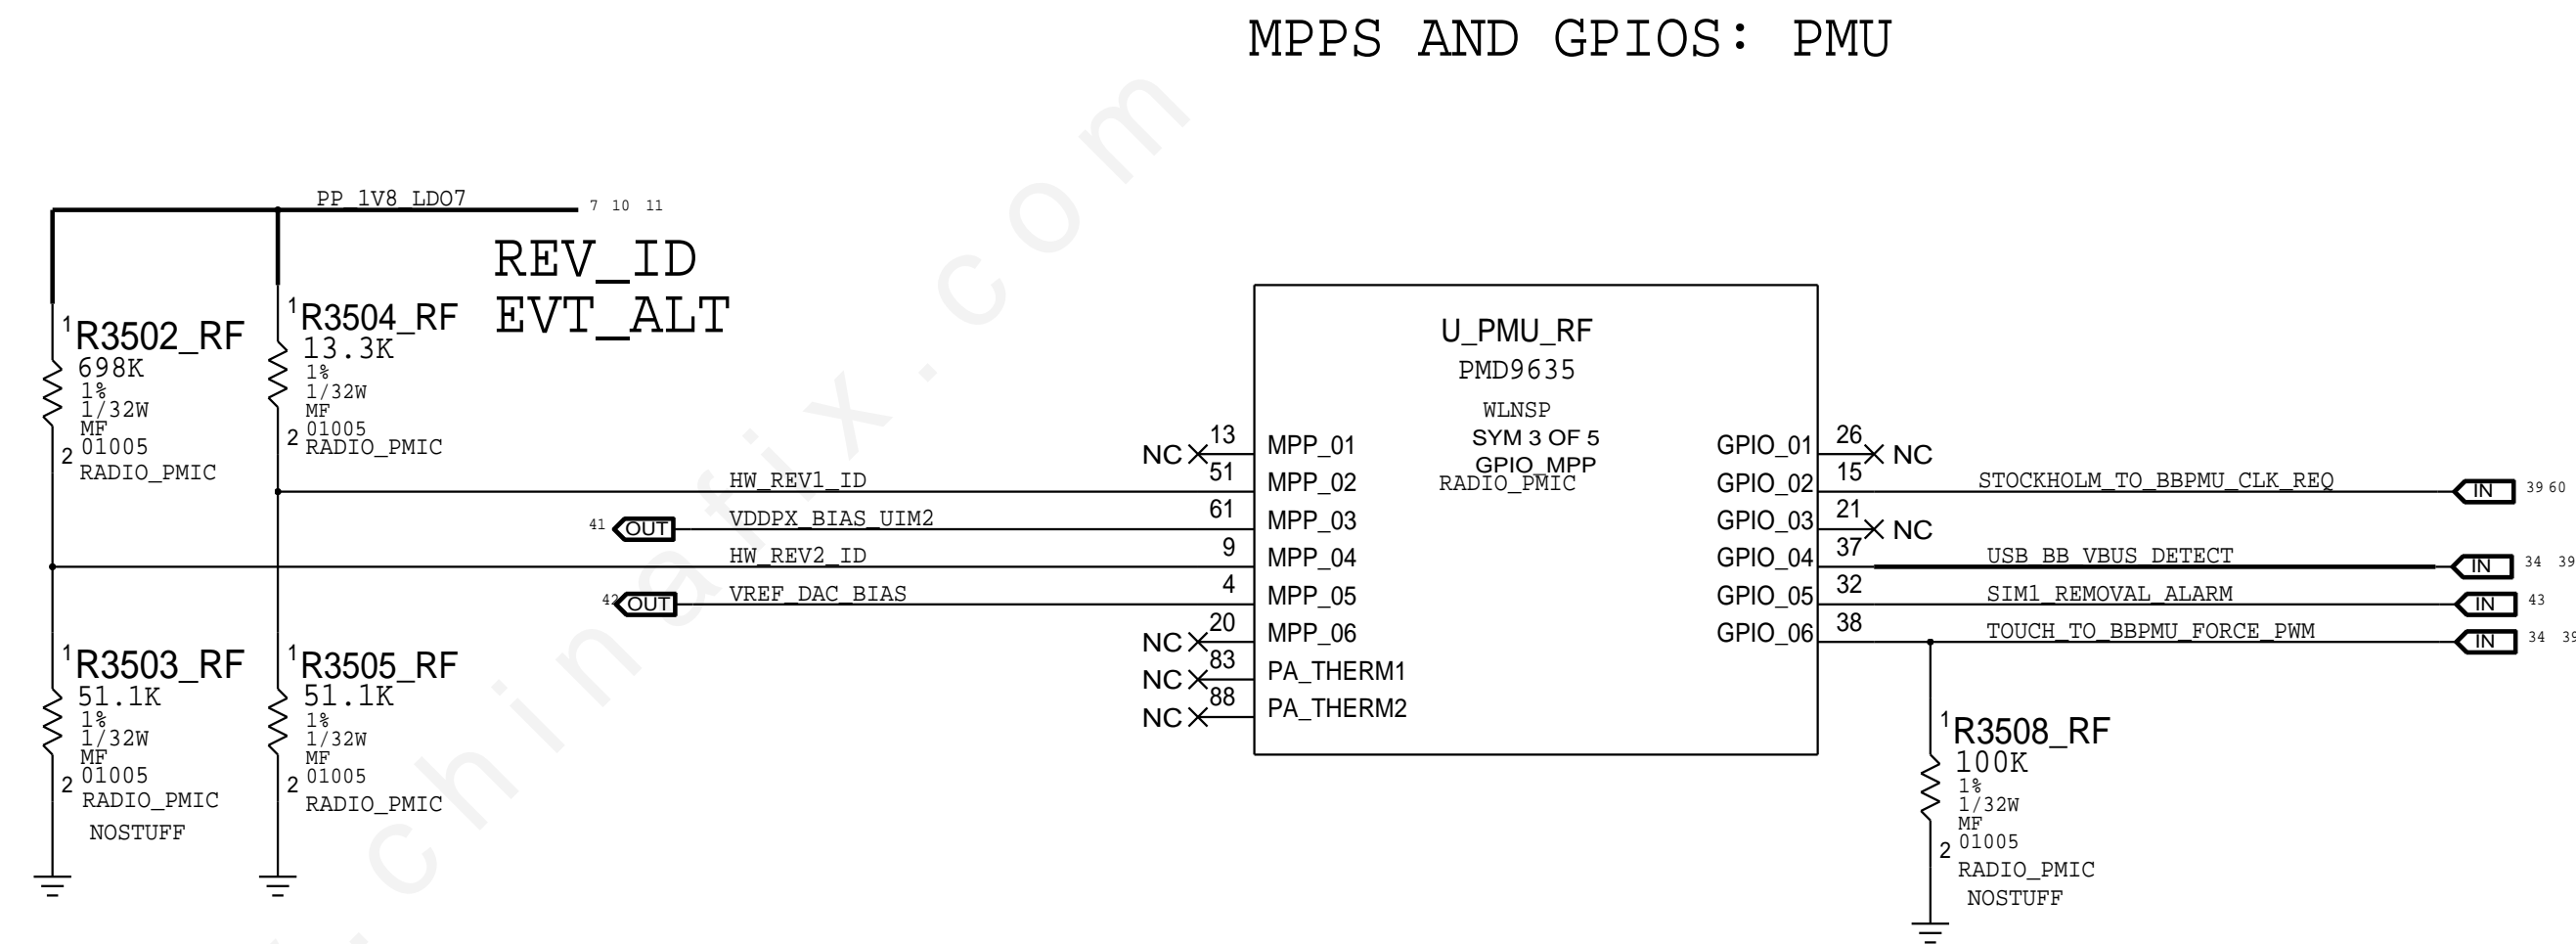 MPPS AND GPIOS: PMU
PP_1V8_LDO7
7 10 11
REV_ID
EVT_ALT
1
R3502_RF
698K
1%
1/32W
MF
01005
2
RADIO_PMIC
1
R3504_RF
13.3K
1%
1/32W
MF
01005
2
RADIO_PMIC
HW_REV1_ID
41 OUT VDDPX_BIAS_UIM2
HW_REV2_ID
42 OUT VREF_DAC_BIAS
1
R3503_RF
51.1K
1%
1/32W
MF
01005
2
RADIO_PMIC
NOSTUFF
1
R3505_RF
51.1K
1%
1/32W
MF
01005
2
RADIO_PMIC
U_PMU_RF
PMD9635
WLNSP
SYM 3 OF 5
GPIO_MPP
RADIO_PMIC
NC 13 MPP_01
51 MPP_02
61 MPP_03
9 MPP_04
4 MPP_05
NC 20 MPP_06
NC 83 PA_THERM1
NC 88 PA_THERM2
GPIO_01 26 NC
GPIO_02 15 STOCKHOLM_TO_BBPMU_CLK_REQ IN 39 60
GPIO_03 21 NC
GPIO_04 37 USB_BB_VBUS_DETECT IN 34 39
GPIO_05 32 SIM1_REMOVAL_ALARM IN 43
GPIO_06 38 TOUCH_TO_BBPMU_FORCE_PWM IN 34 39
1
R3508_RF
100K
1%
1/32W
MF
01005
2
RADIO_PMIC
NOSTUFF
.chinafix.com